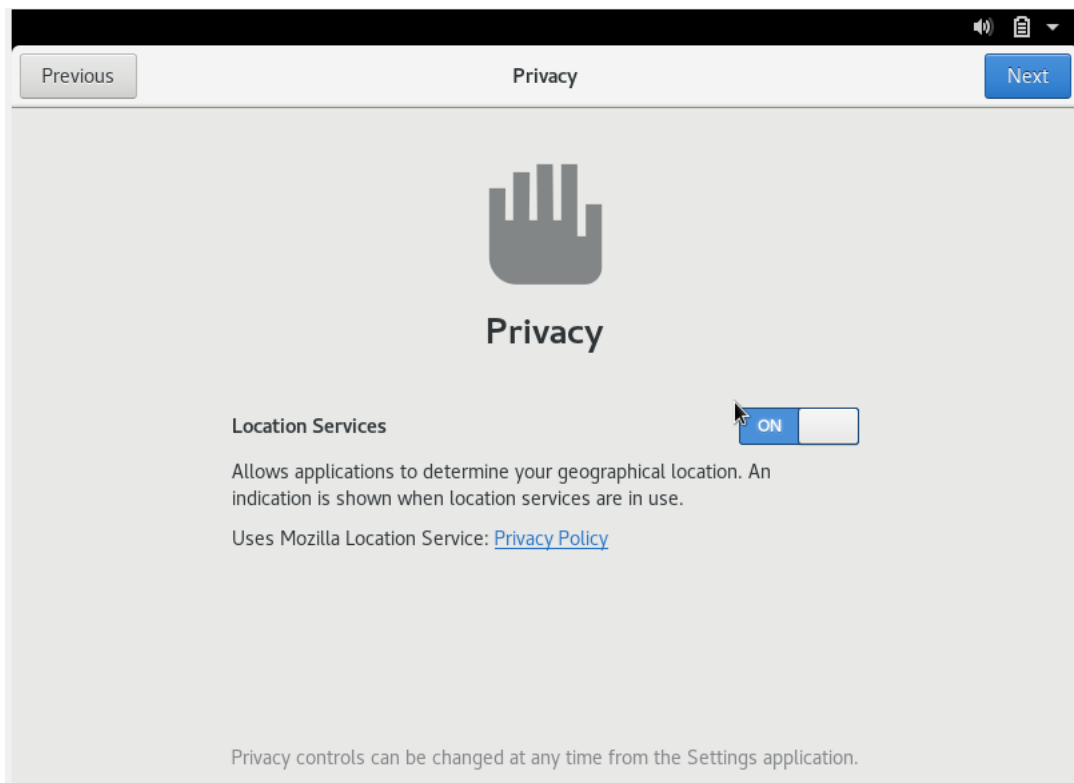 Previous
Privacy
Next
Privacy
Location Services
ON
Allows applications to determine your geographical location. An
indication is shown when location services are in use.
Uses Mozilla Location Service: Privacy Policy
Privacy controls can be changed at any time from the Settings application.